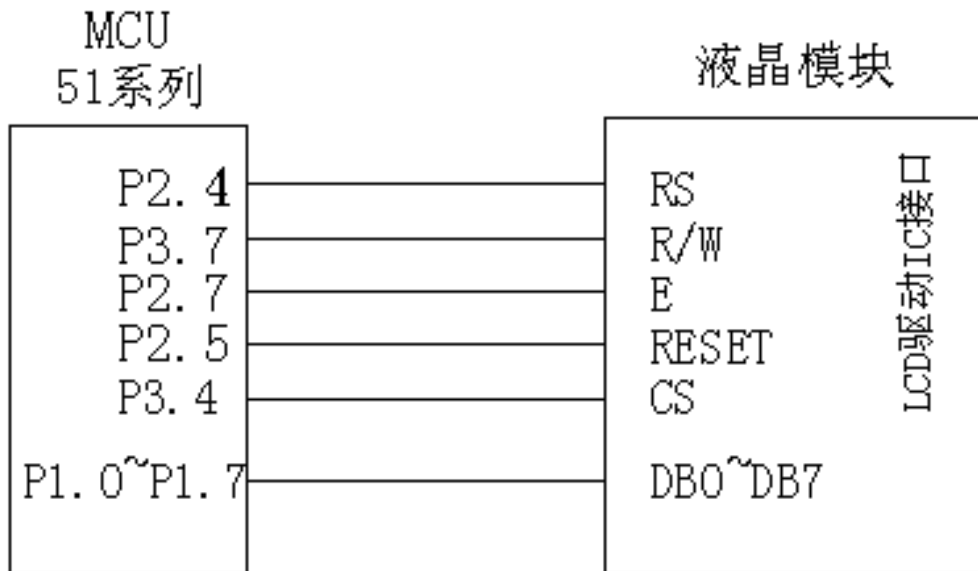 MCU
51系列
液晶模块
P2.4
RS
P3.7
R/W
P2.7
E
P2.5
RESET
P3.4
CS
P1.0~P1.7
DB0~DB7
LCD驱动IC接口